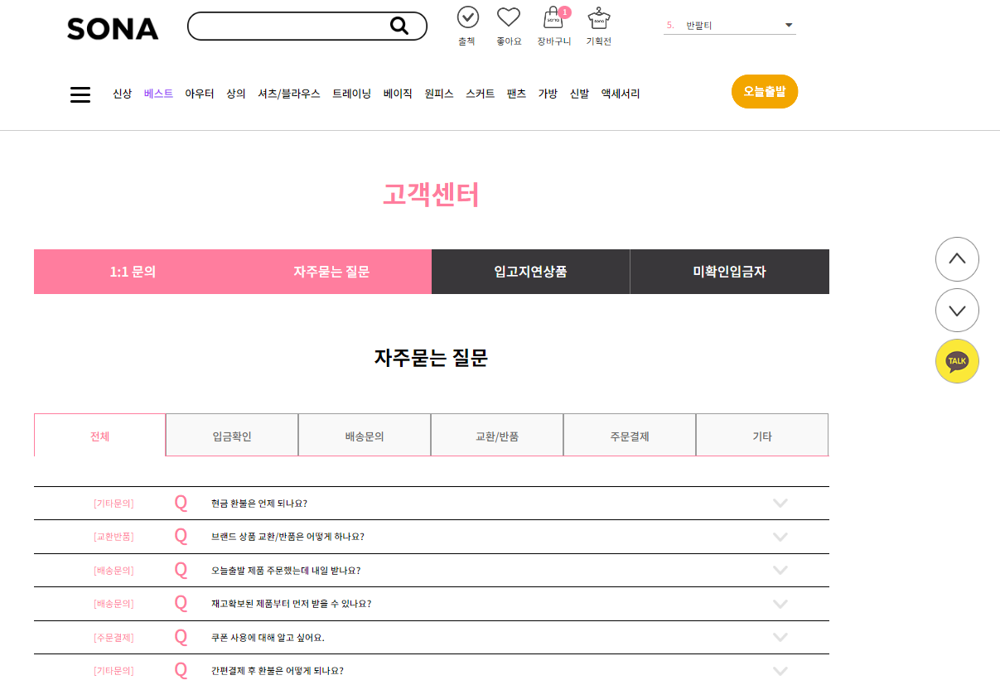 SONA
출첵 좋아요 1 장바구니 기획전
5. 반팔티
신상 베스트 아우터 상의 셔츠/블라우스 트레이닝 베이직 원피스 스커트 팬츠 가방 신발 액세서리
오늘출발
고객센터
1:1 문의 자주묻는 질문 입고지연상품 미확인입금자
자주묻는 질문
TALK
전체 입금확인 배송문의 교환/반품 주문결제 기타
[기타문의] Q 현금 환불은 언제 되나요?
[교환반품] Q 브랜드 상품 교환/반품은 어떻게 하나요?
[배송문의] Q 오늘출발 제품 주문했는데 내일 받나요?
[배송문의] Q 재고확보된 제품부터 먼저 받을 수 있나요?
[주문결제] Q 쿠폰 사용에 대해 알고 싶어요.
[기타문의] Q 간편결제 후 환불은 어떻게 되나요?